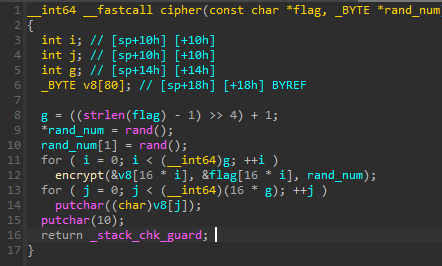 1 __int64 __fastcall cipher(const char *flag, _BYTE *rand_num
2 {
3 int i; // [sp+10h] [+10h]
4 int j; // [sp+10h] [+10h]
5 int g; // [sp+14h] [+14h]
6 _BYTE v8[80]; // [sp+18h] [+18h] BYREF
7
8 g = ((strlen(flag) - 1) >> 4) + 1;
9 *rand_num = rand();
10 rand_num[1] = rand();
11 for ( i = 0; i < (__int64)g; ++i )
12 encrypt(&v8[16 * i], &flag[16 * i], rand_num);
13 for ( j = 0; j < (__int64)(16 * g); ++j )
14 putchar((char)v8[j]);
15 putchar(10);
16 return _stack_chk_guard;
17 }